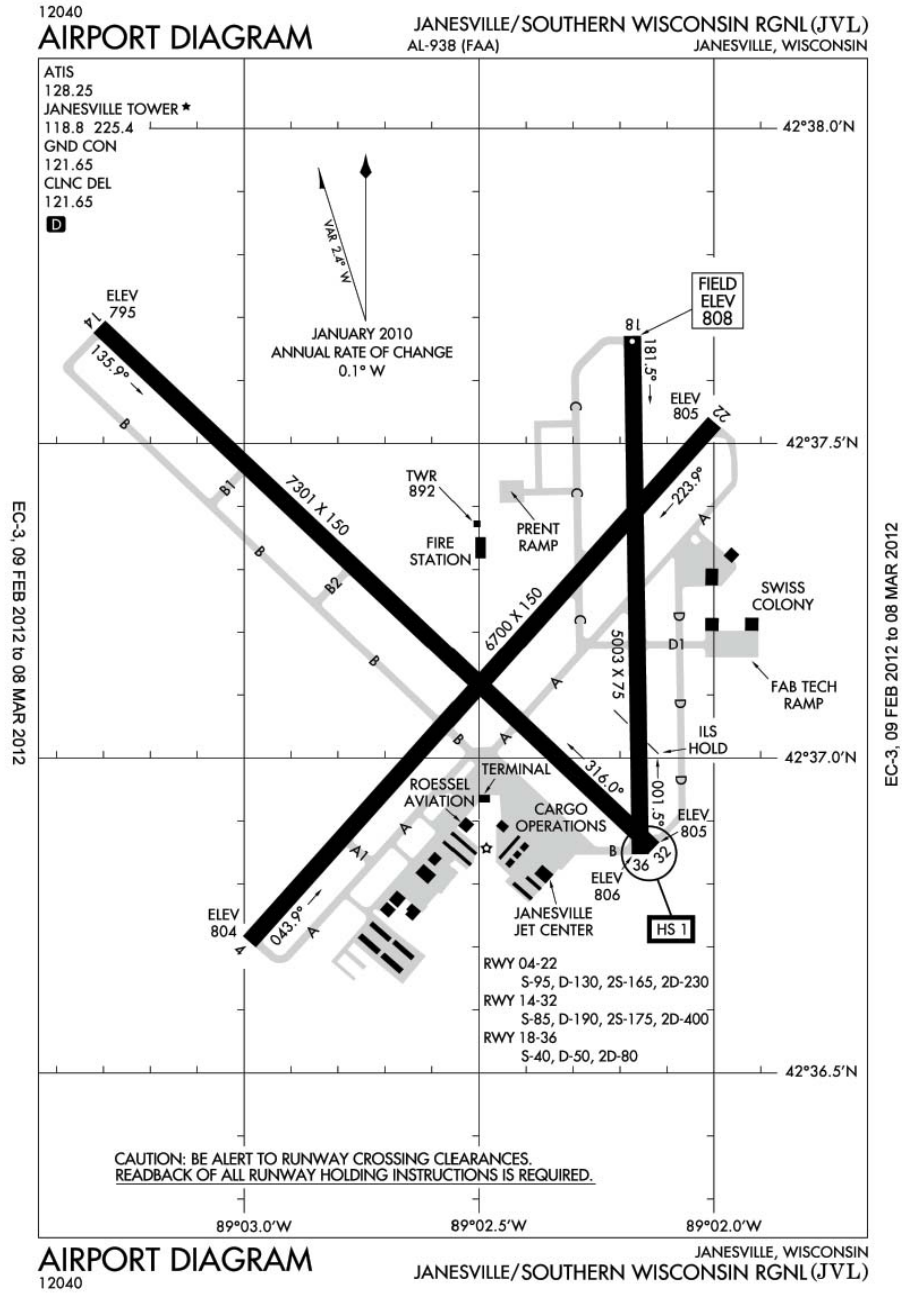 12040
AIRPORT DIAGRAM
JANESVILLE/SOUTHERN WISCONSIN RGNL(JVL)
AL-938 (FAA)
JANESVILLE, WISCONSIN
ATIS
128.25
JANESVILLE TOWER★
118.8 225.4
GND CON
121.65
CLNC DEL
121.65
D
42°38.0'N
VAR 2.4° W
JANUARY 2010
ANNUAL RATE OF CHANGE
0.1° W
ELEV
795
14
135.9°
FIELD
ELEV
808
18
181.5°
ELEV
805
22
42°37.5'N
223.9°
B
B1
7301 X 150
C
C
TWR
892
FIRE
STATION
PRENT
RAMP
A
B
B2
6700 X 150
SWISS
COLONY
C
D
D1
5003 X 75
B
A
FAB TECH
RAMP
D
B
A
ILS
HOLD
42°37.0'N
TERMINAL
316.0°
001.5°
D
ROESSEL
AVIATION
CARGO
OPERATIONS
ELEV
805
A
A1
B
36
32
ELEV
806
ELEV
804
4
043.9°
A
JANESVILLE
JET CENTER
HS 1
RWY 04-22
S-95, D-130, 2S-165, 2D-230
RWY 14-32
S-85, D-190, 2S-175, 2D-400
RWY 18-36
S-40, D-50, 2D-80
42°36.5'N
CAUTION: BE ALERT TO RUNWAY CROSSING CLEARANCES.
READBACK OF ALL RUNWAY HOLDING INSTRUCTIONS IS REQUIRED.
89°03.0'W
89°02.5'W
89°02.0'W
EC-3, 09 FEB 2012 to 08 MAR 2012
EC-3, 09 FEB 2012 to 08 MAR 2012
AIRPORT DIAGRAM
12040
JANESVILLE, WISCONSIN
JANESVILLE/SOUTHERN WISCONSIN RGNL(JVL)